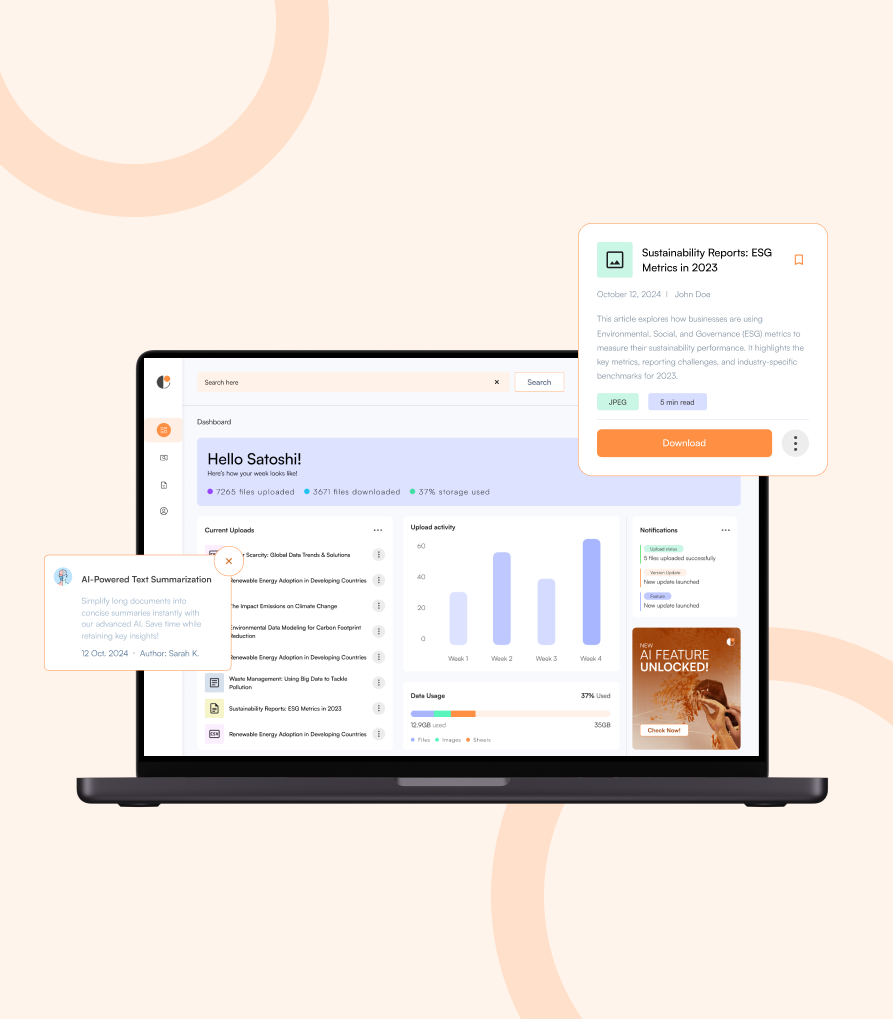 Sustainability Reports: ESG
Metrics in 2023
October 12, 2024 | John Doe
This article explores how businesses are using
Environmental, Social, and Governance (ESG) metrics to
measure their sustainability performance. It highlights the
key metrics, reporting challenges, and industry-specific
benchmarks for 2023.
JPEG 5 min read
Download
Search here
Search
Dashboard
Hello Satoshi!
Here's how your week looks like!
7265 files uploaded 3671 files downloaded 37% storage used
Current Uploads
Scarcity: Global Data Trends & Solutions
Renewable Energy Adoption in Developing Countries
The Impact Emissions on Climate Change
Environmental Data Modeling for Carbon Footprint
Reduction
Renewable Energy Adoption in Developing Countries
Waste Management: Using Big Data to Tackle
Pollution
Sustainability Reports: ESG Metrics in 2023
CSV
Renewable Energy Adoption in Developing Countries
AI-Powered Text Summarization
Simplify long documents into
concise summaries instantly with
our advanced AI. Save time while
retaining key insights!
12 Oct. 2024 · Author: Sarah K.
Upload activity
60
40
20
0
Week 1 Week 2 Week 3 Week 4
Data Usage 37% Used
12.9GB used 35GB
Files Images Sheets
Notifications
Upload status
5 files uploaded successfully
Version Update
New update launched
Feature
New update launched
NEW
AI FEATURE
UNLOCKED!
Check Now!